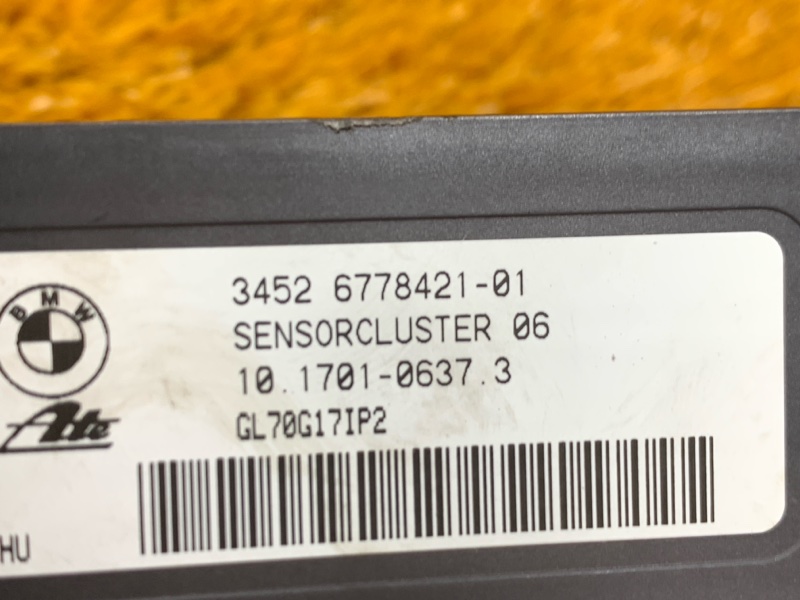 3452 6778421-01
SENSORCLUSTER 06
10.1701-0637.3
GL70G17IP2
BMW
Ate
HU